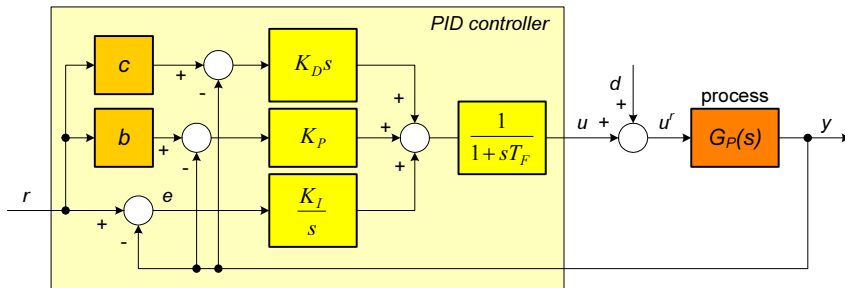 PID controller
c
+
-
K_D s
+
d
+
process
b
+
-
K_P
+
1
1 + sT_F
u
+
u^r
G_P(s)
y
r
e
+
-
K_I
s
+